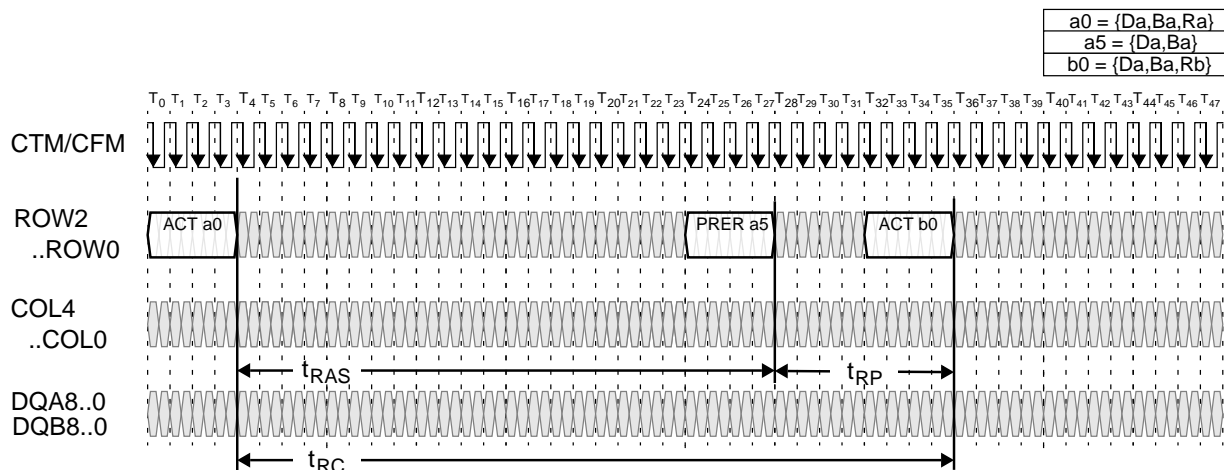 a0 = {Da,Ba,Ra}
a5 = {Da,Ba}
b0 = {Da,Ba,Rb}
T0 T1 T2 T3 T4 T5 T6 T7 T8 T9 T10 T11 T12 T13 T14 T15 T16 T17 T18 T19 T20 T21 T22 T23 T24 T25 T26 T27 T28 T29 T30 T31 T32 T33 T34 T35 T36 T37 T38 T39 T40 T41 T42 T43 T44 T45 T46 T47
CTM/CFM
ROW2 ACT a0 PRER a5 ACT b0
..ROW0
COL4
..COL0
tRAS tRP
DQA8..0
DQB8..0
tRC